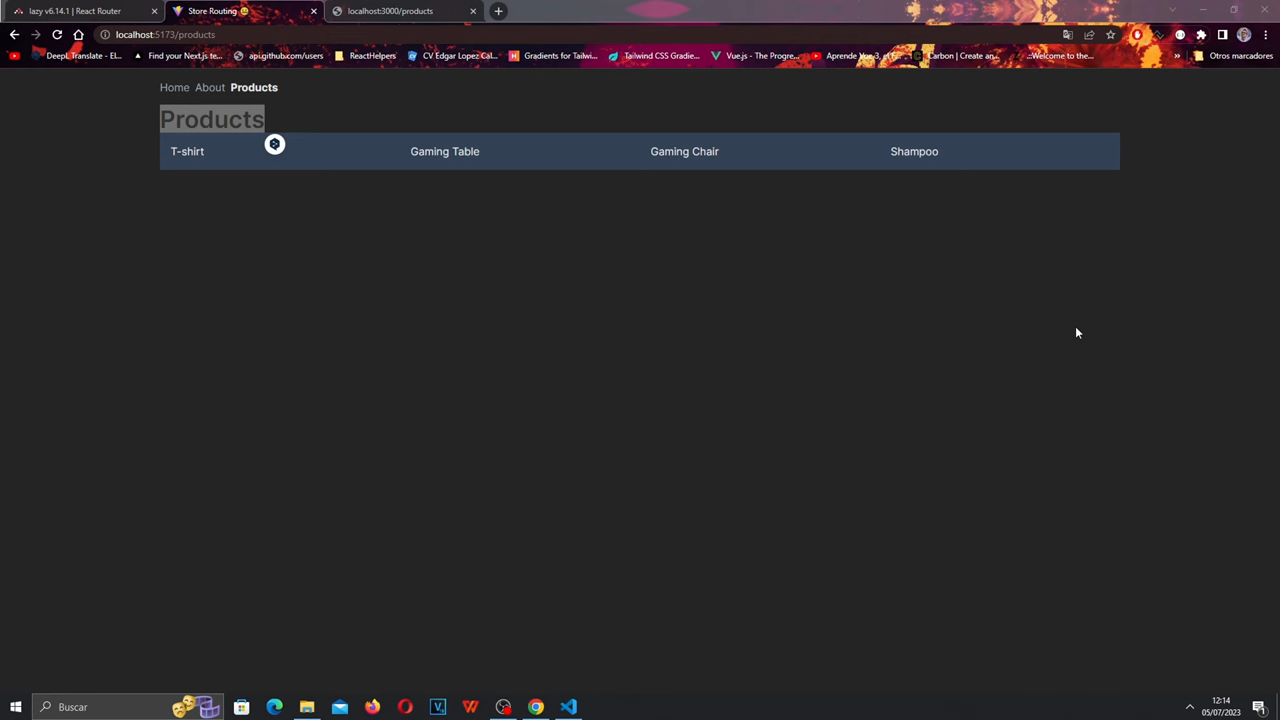 lazy v6.14.1 | React Router
Store Routing 😃
localhost:3000/products
localhost:5173/products
DeepL Translate - El...
Find your Next.js te...
api.github.com/users
ReactHelpers
CV Edgar Lopez Cal...
Gradients for Tailwi...
Tailwind CSS Gradie...
Vue.js - The Progre...
Carbon | Create an...
..:Welcome to the...
Otros marcadores
Home About Products
Products
T-shirt Gaming Table Gaming Chair Shampoo
Buscar
12:14
05/07/2023